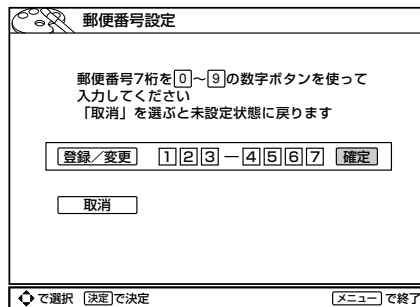 郵便番号設定
郵便番号7桁を0～9の数字ボタンを使って
入力してください
「取消」を選ぶと未設定状態に戻ります
登録／変更 123－4567 確定
取消
で選択 決定で決定 メニューで終了